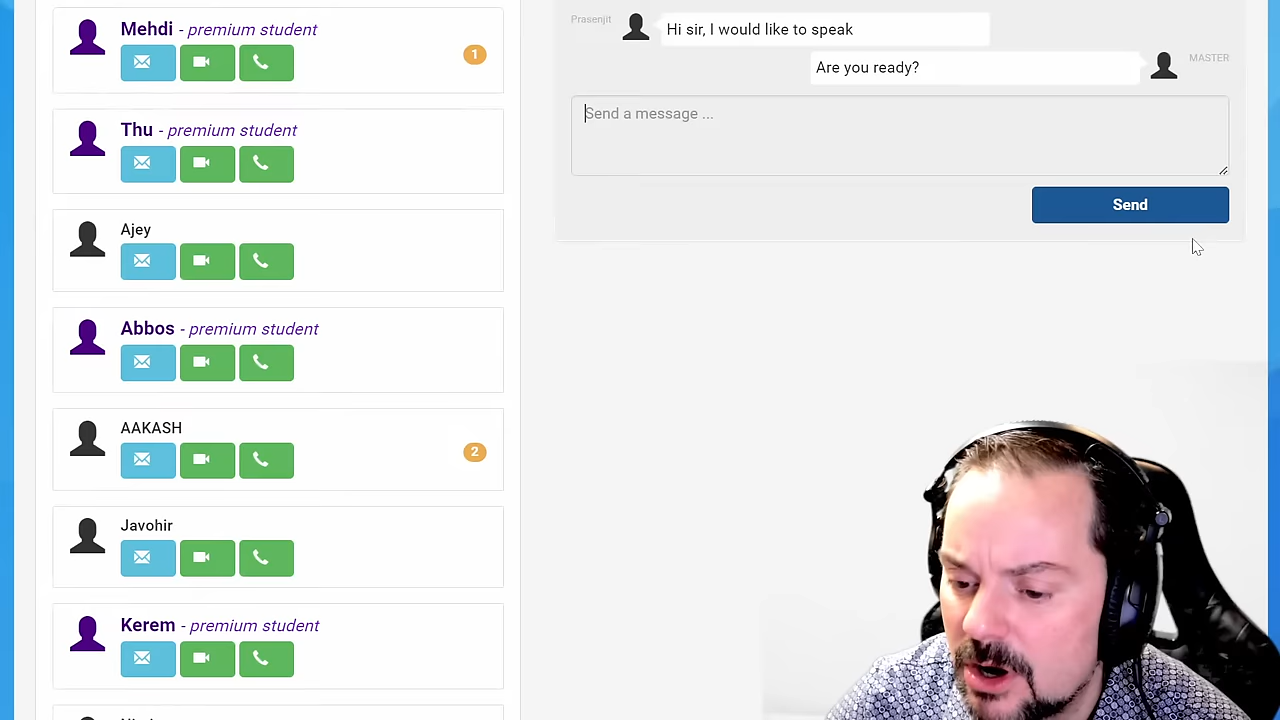 Mehdi - premium student
1
Thu - premium student
Ajey
Abbos - premium student
AAKASH
2
Javohir
Kerem - premium student
Prasenjit
Hi sir, I would like to speak
Are you ready?
MASTER
Send a message ...
Send